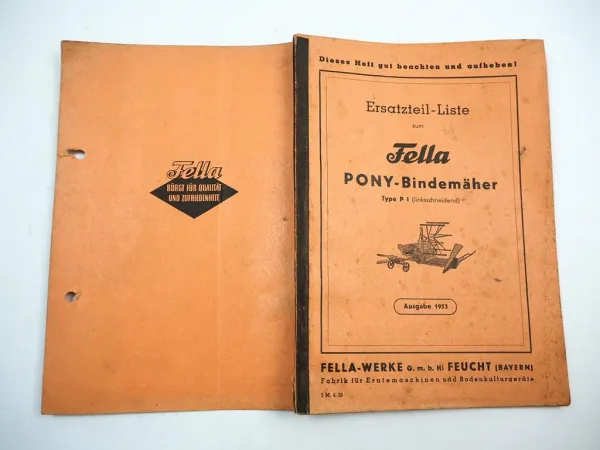 Fella
BÜRGT FÜR QUALITÄT
UND ZUFRIEDENHEIT
Dieses Heft gut beachten und aufheben!
Ersatzteil-Liste
zum
Fella
PONY-Bindemäher
Type P I (linksschneidend)
Ausgabe 1953
FELLA-WERKE G. m. b. H. FEUCHT (BAYERN)
Fabrik für Erntemaschinen und Bodenkulturgeräte